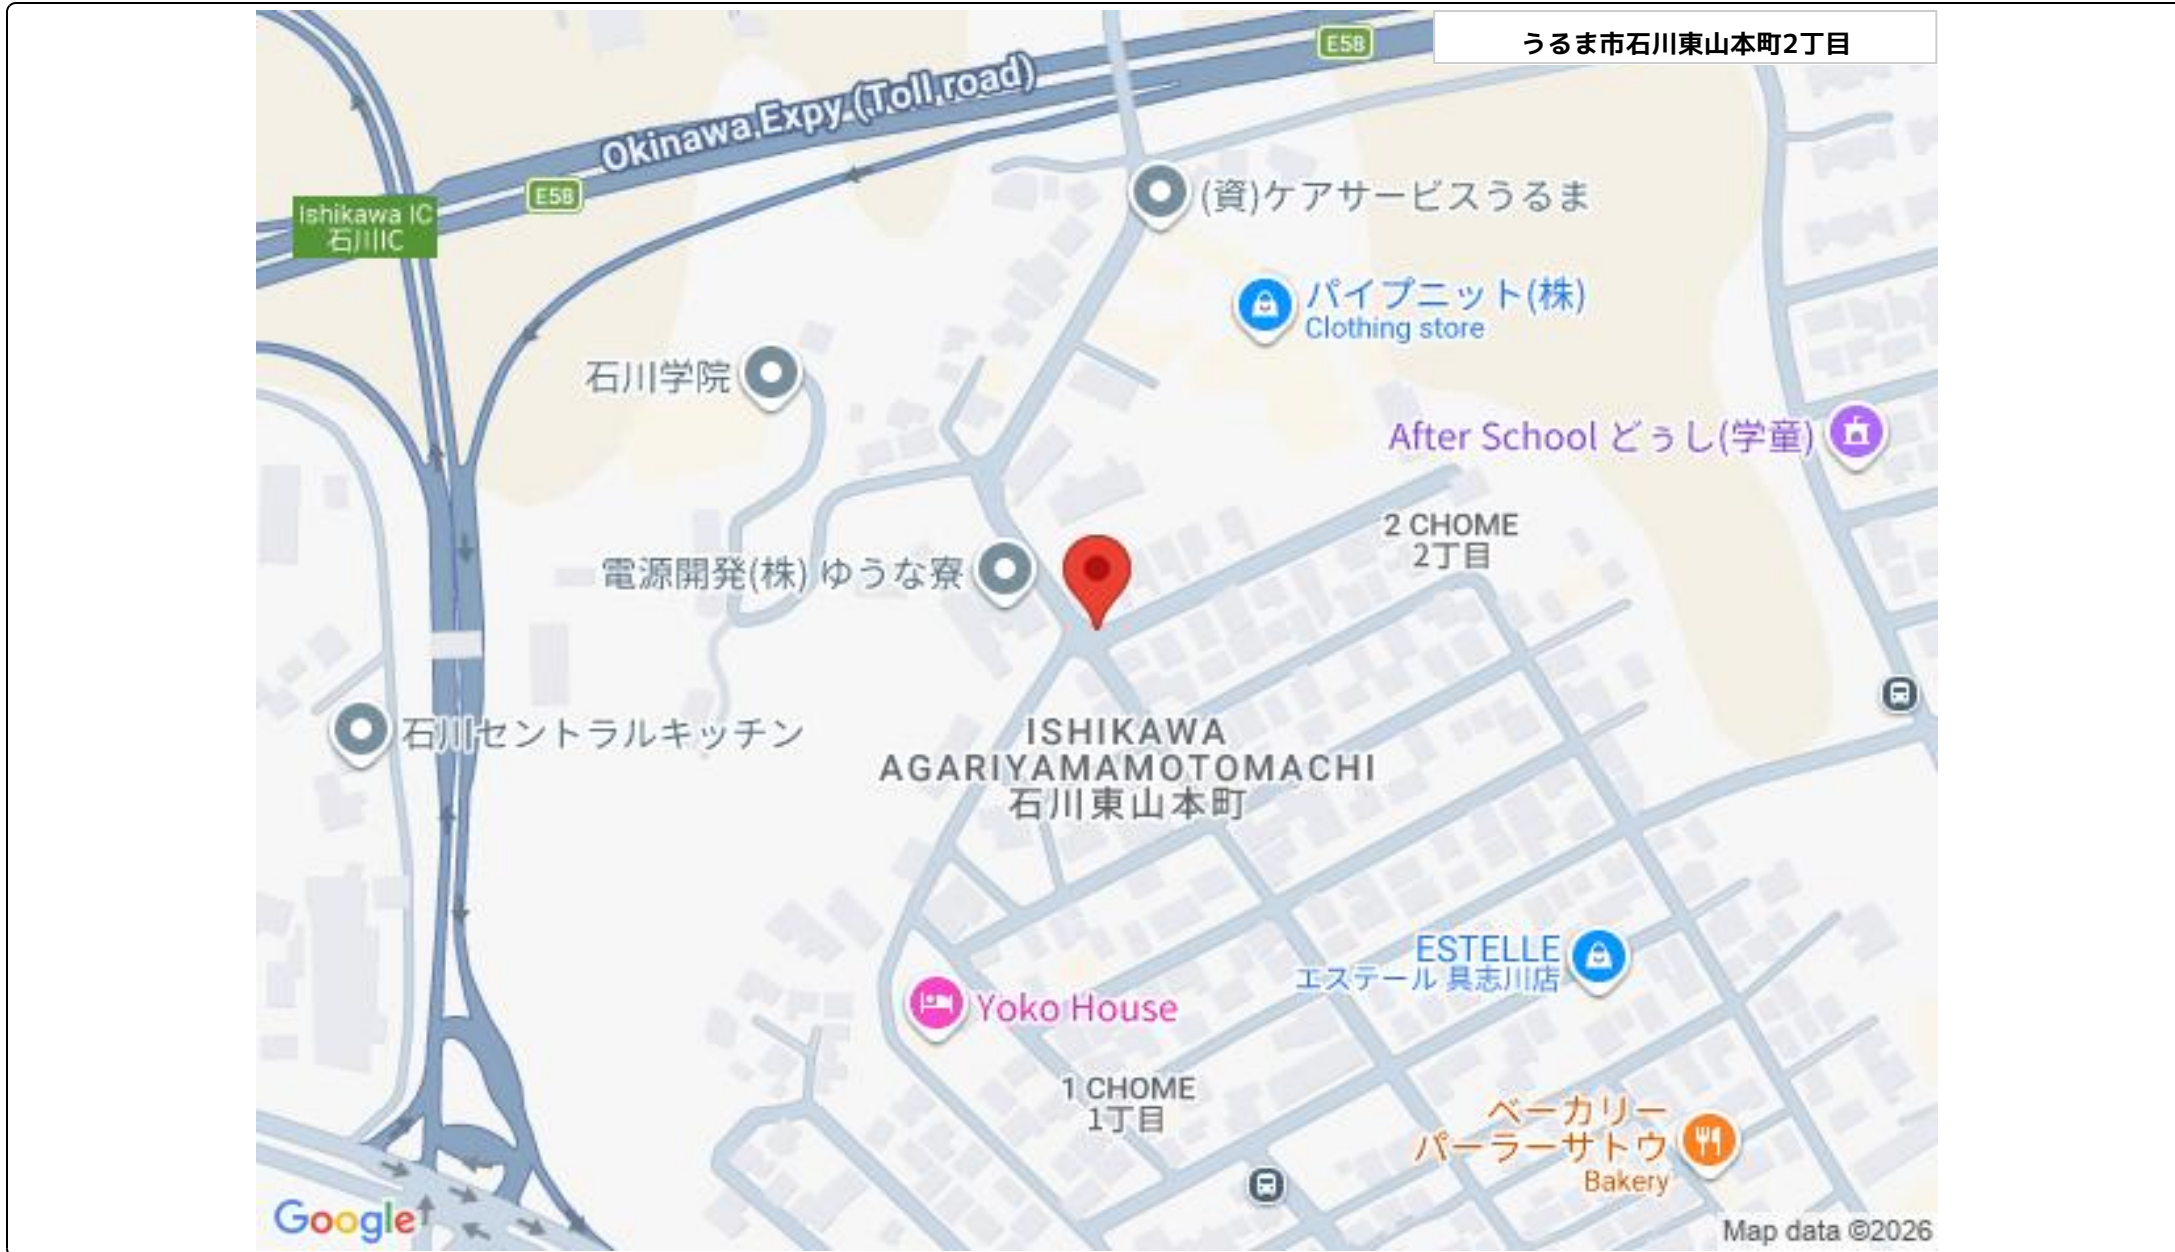 うるま市石川東山本町2丁目
E58
Okinawa Expy (Toll road)
E58
Ishikawa IC
石川IC
(資)ケアサービスうるま
パイプニット(株)
Clothing store
石川学院
After School どぅし(学童)
2 CHOME
2丁目
電源開発(株) ゆうな寮
石川セントラルキッチン
ISHIKAWA
AGARIYAMAMOTOMACHI
石川東山本町
ESTELLE
エステール 具志川店
Yoko House
1 CHOME
1丁目
ベーカリー
パーラーサトウ
Bakery
Google
Map data ©2026